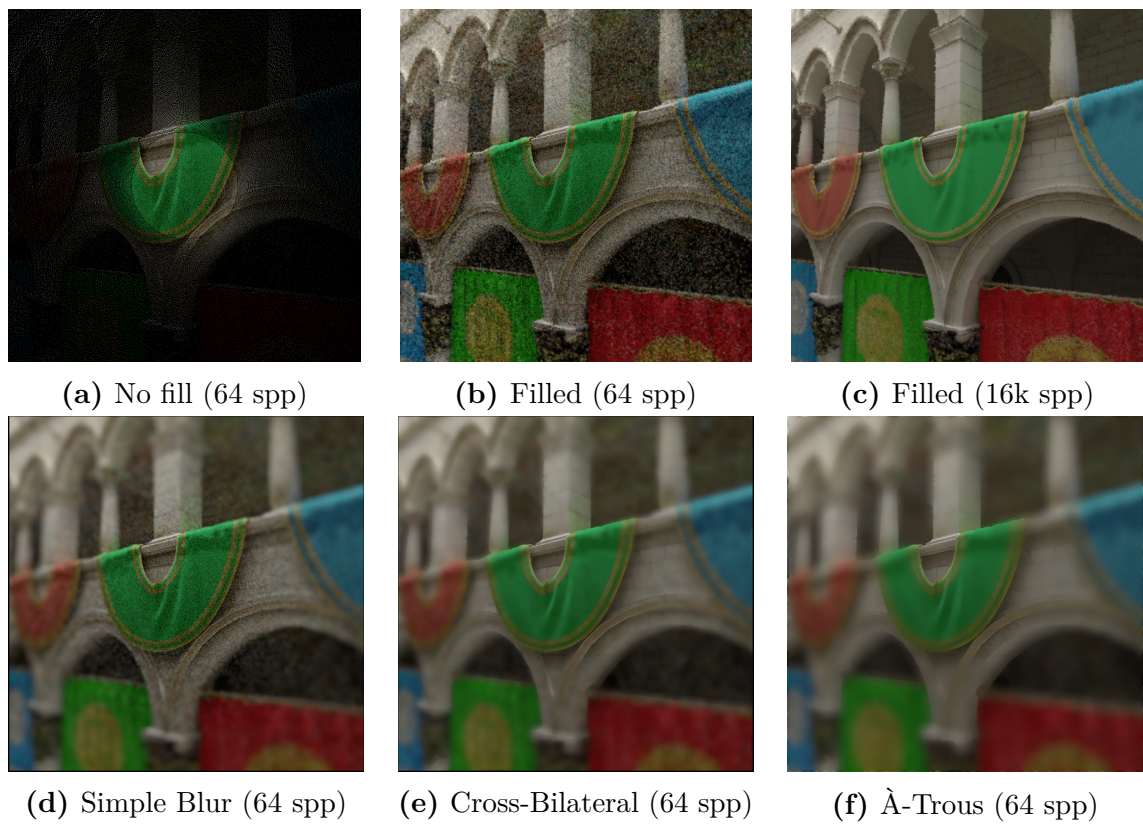 (a) No fill (64 spp)
(b) Filled (64 spp)
(c) Filled (16k spp)
(d) Simple Blur (64 spp)
(e) Cross-Bilateral (64 spp)
(f) À-Trous (64 spp)